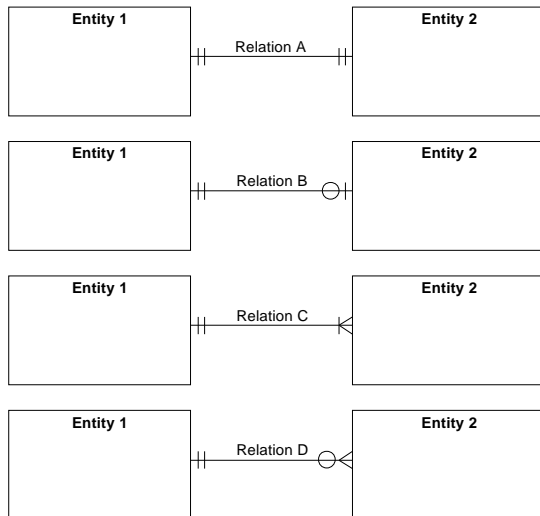 Entity 1
Relation A
Entity 2
Entity 1
Relation B
Entity 2
Entity 1
Relation C
Entity 2
Entity 1
Relation D
Entity 2